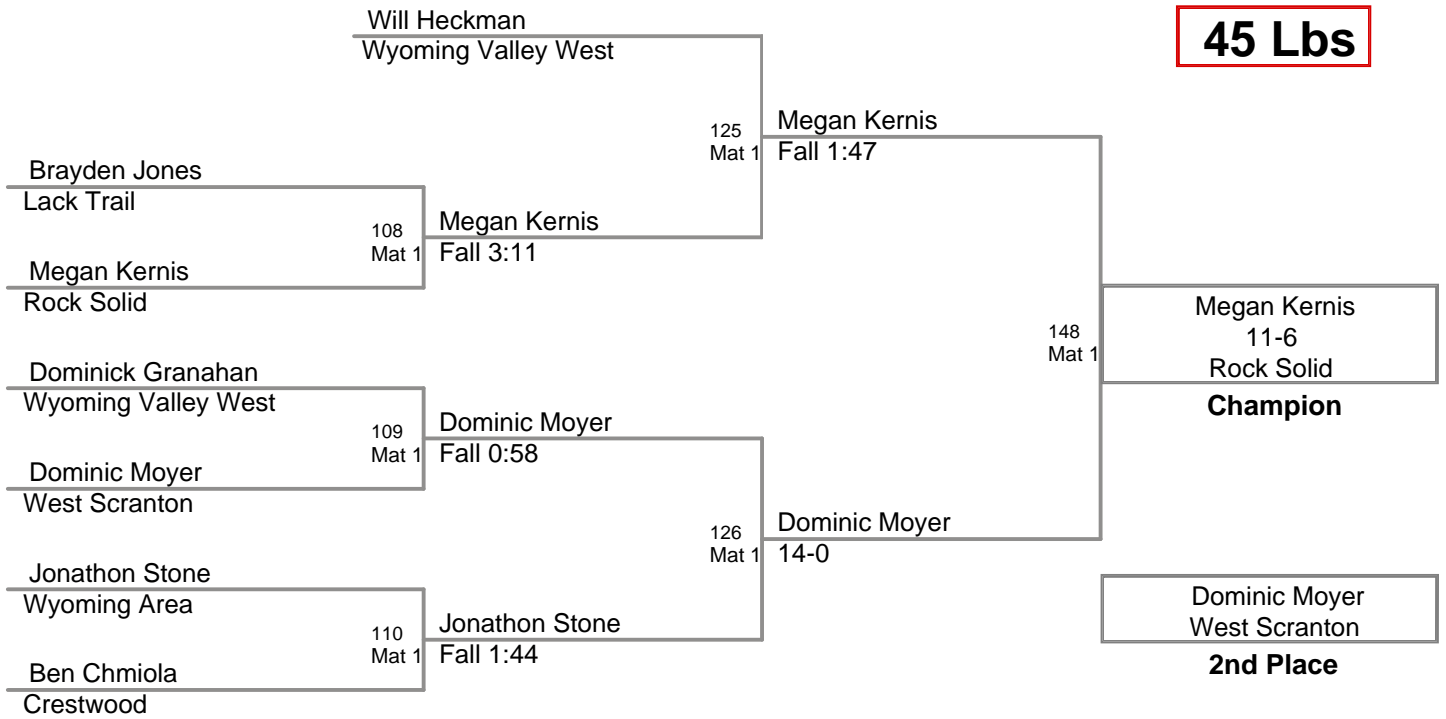 Will Heckman
Wyoming Valley West
45 Lbs
125
Mat 1
Megan Kernis
Fall 1:47
Brayden Jones
Lack Trail
108
Mat 1
Megan Kernis
Fall 3:11
Megan Kernis
Rock Solid
148
Mat 1
Megan Kernis
11-6
Rock Solid
Champion
Dominick Granahan
Wyoming Valley West
109
Mat 1
Dominic Moyer
Fall 0:58
Dominic Moyer
West Scranton
126
Mat 1
Dominic Moyer
14-0
Jonathon Stone
Wyoming Area
110
Mat 1
Jonathon Stone
Fall 1:44
Ben Chmiola
Crestwood
Dominic Moyer
West Scranton
2nd Place